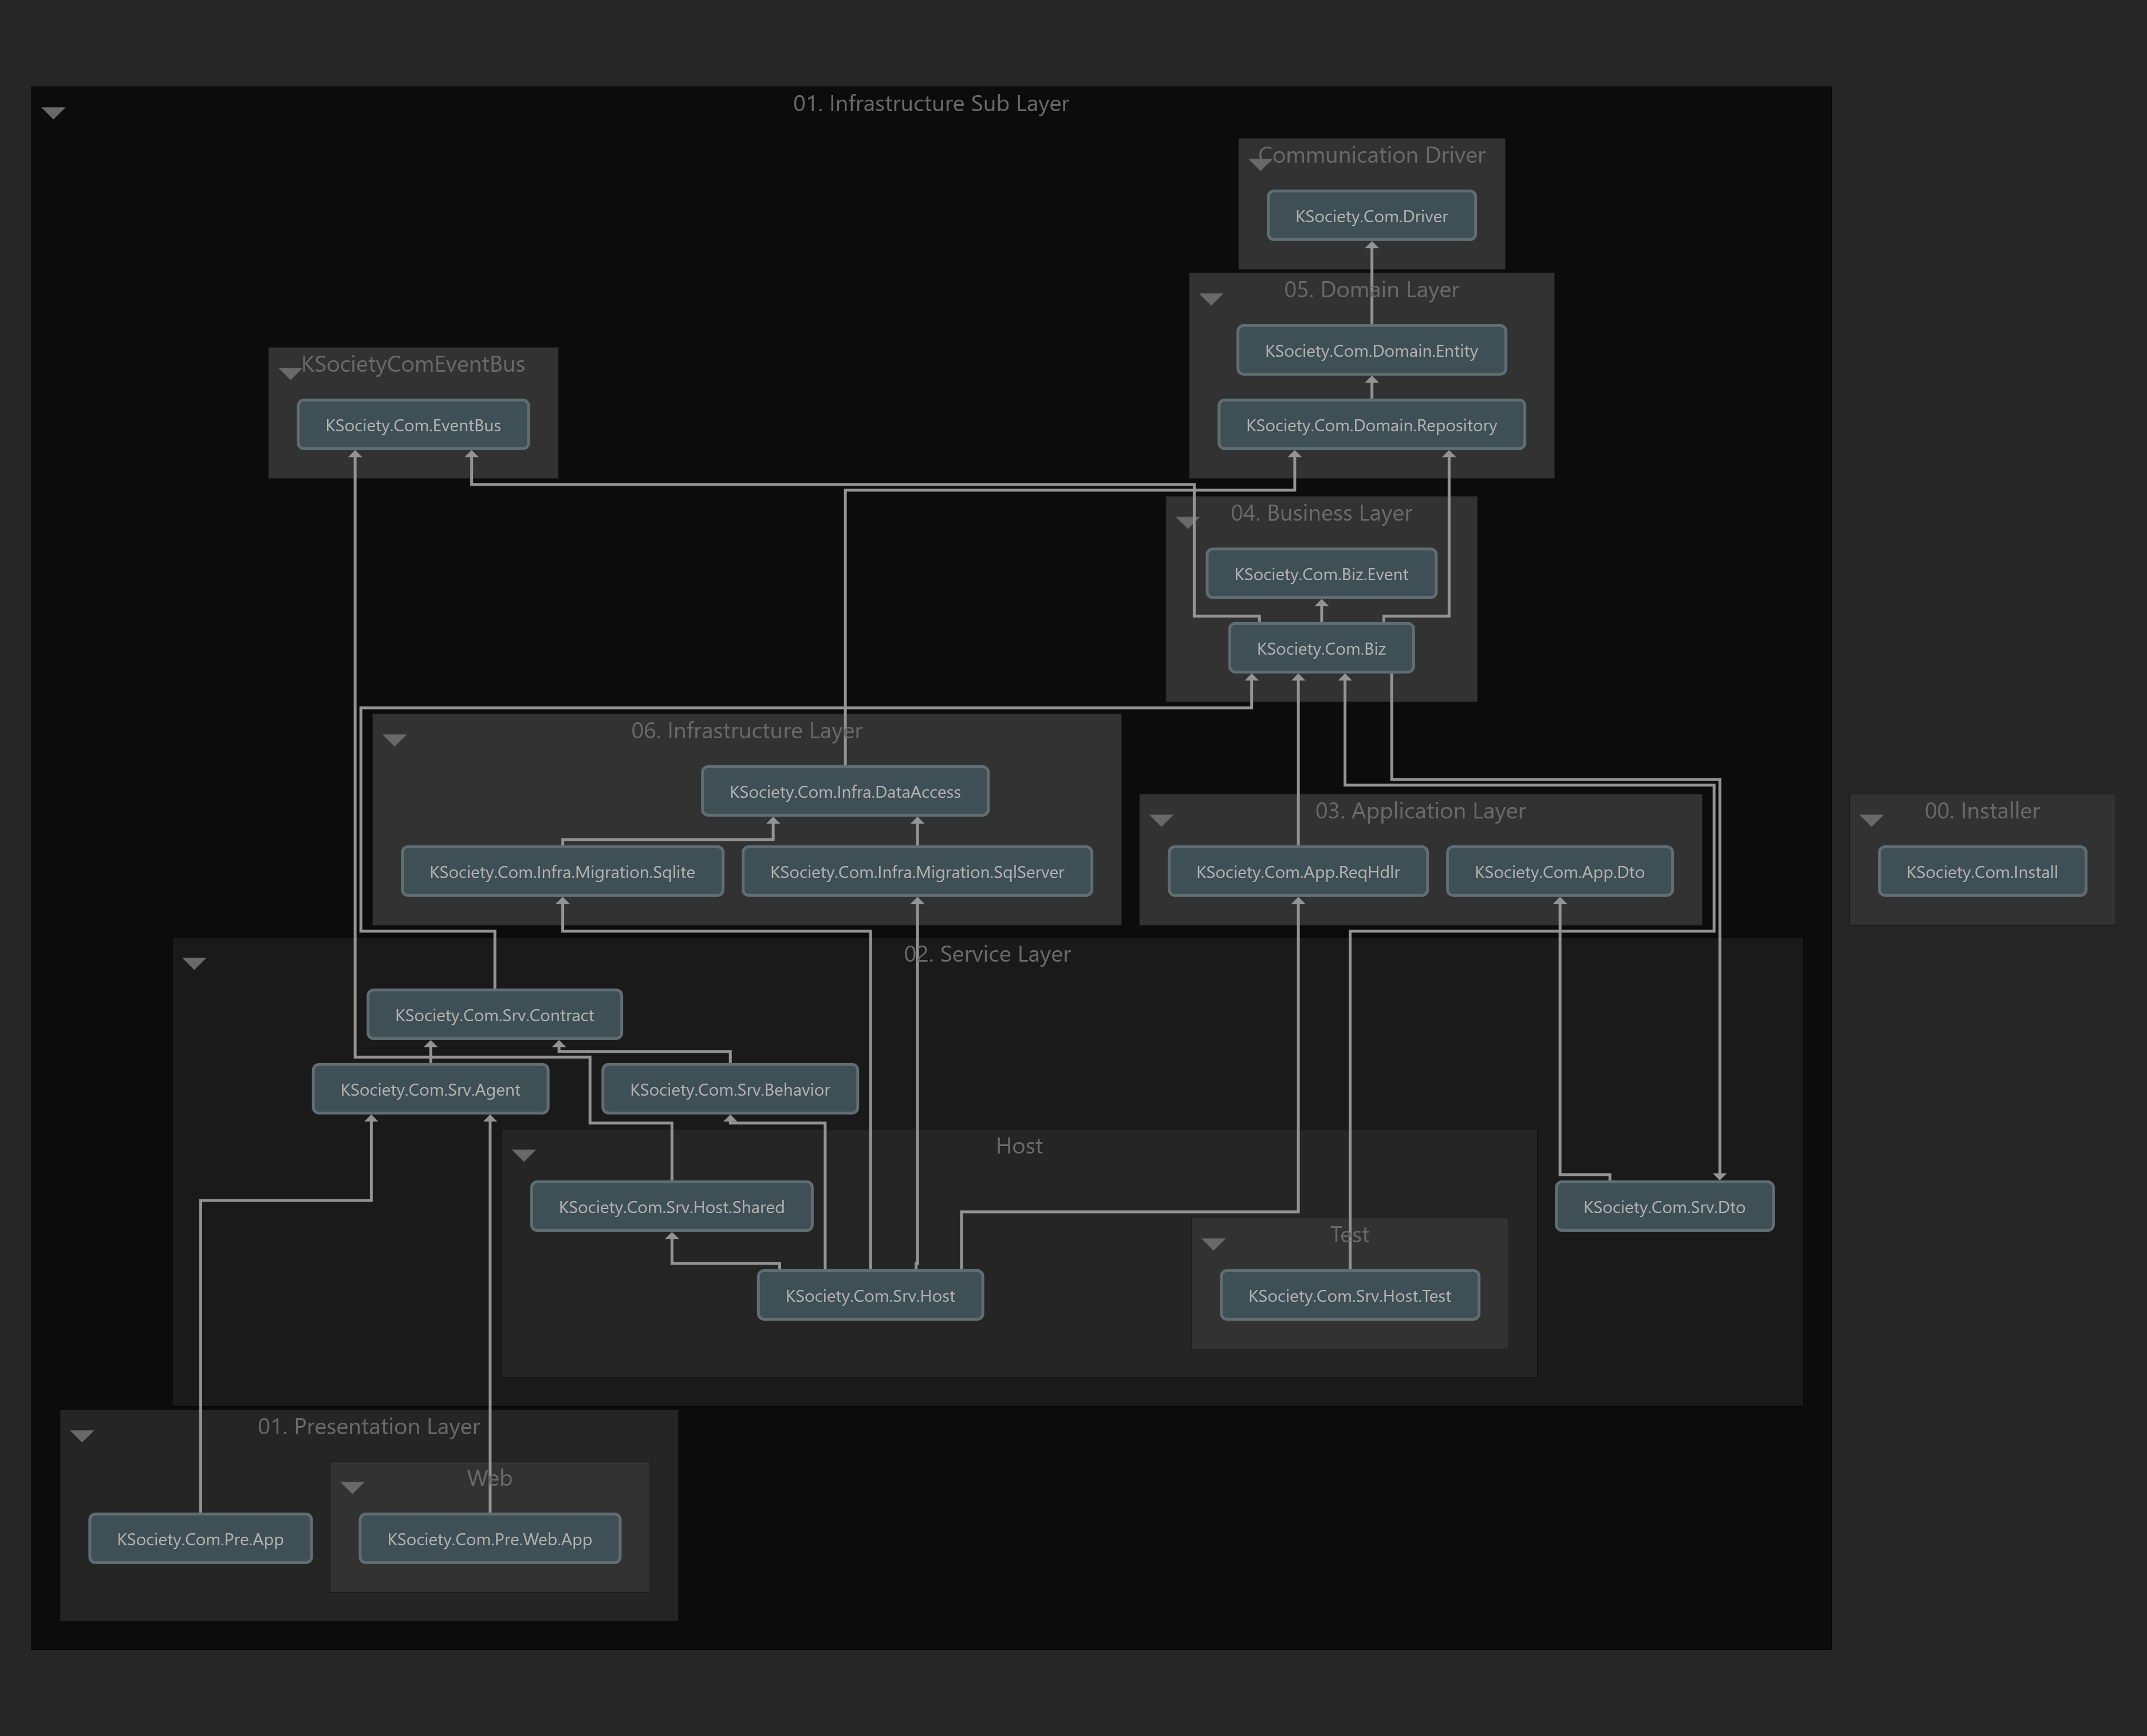 01. Infrastructure Sub Layer
Communication Driver
KSociety.Com.Driver
05. Domain Layer
KSociety.Com.Domain.Entity
KSociety.Com.Domain.Repository
KSocietyComEventBus
KSociety.Com.EventBus
04. Business Layer
KSociety.Com.Biz.Event
KSociety.Com.Biz
06. Infrastructure Layer
KSociety.Com.Infra.DataAccess
KSociety.Com.Infra.Migration.Sqlite
KSociety.Com.Infra.Migration.SqlServer
03. Application Layer
KSociety.Com.App.ReqHdlr
KSociety.Com.App.Dto
00. Installer
KSociety.Com.Install
02. Service Layer
KSociety.Com.Srv.Contract
KSociety.Com.Srv.Agent
KSociety.Com.Srv.Behavior
Host
KSociety.Com.Srv.Host.Shared
KSociety.Com.Srv.Dto
Test
KSociety.Com.Srv.Host
KSociety.Com.Srv.Host.Test
01. Presentation Layer
Web
KSociety.Com.Pre.App
KSociety.Com.Pre.Web.App